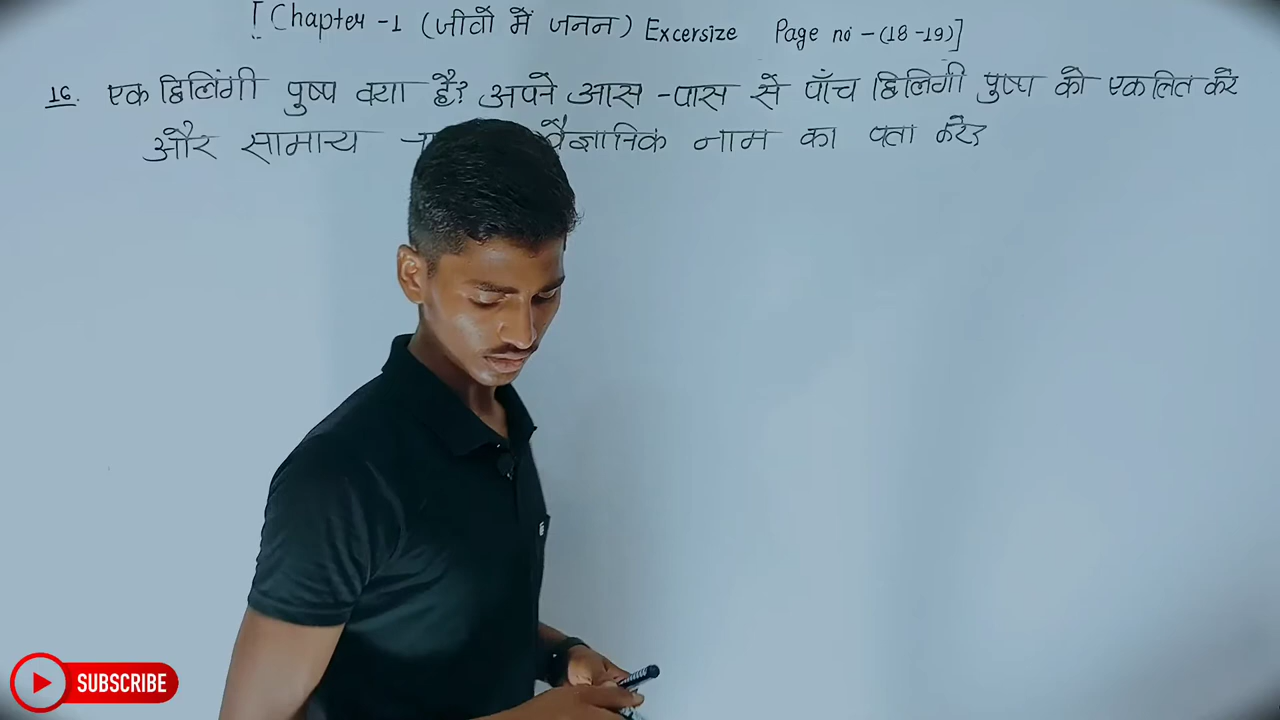 [Chapter -1 (जीवों में जनन) Excersize Page no - (18-19)]
16. एक द्विलिंगी पुष्प क्या है? अपने आस -पास से पाँच द्विलिंगी पुष्प को एकत्रित करे
और सामान्य वैज्ञानिक नाम का पता करे
SUBSCRIBE